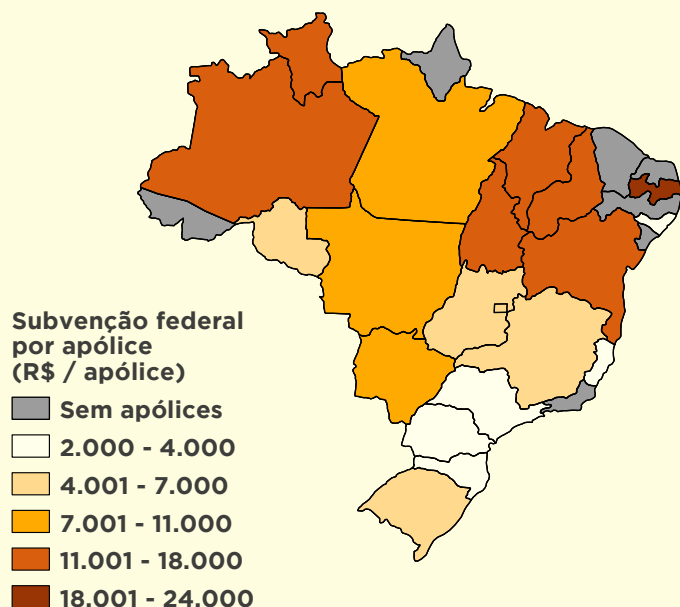 Subvenção federal
por apólice
(R$ / apólice)
Sem apólices
2.000 - 4.000
4.001 - 7.000
7.001 - 11.000
11.001 - 18.000
18.001 - 24.000